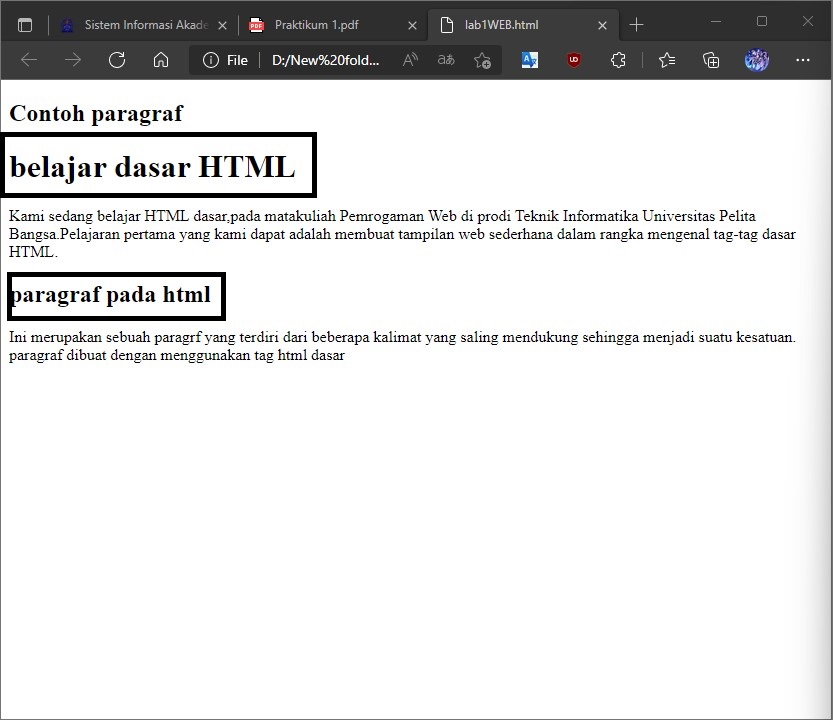 Sistem Informasi Akade
Praktikum 1.pdf
lab1WEB.html
File
D:/New%20fold...
Contoh paragraf
belajar dasar HTML
Kami sedang belajar HTML dasar,pada matakuliah Pemrogaman Web di prodi Teknik Informatika Universitas Pelita
Bangsa.Pelajaran pertama yang kami dapat adalah membuat tampilan web sederhana dalam rangka mengenal tag-tag dasar
HTML.
paragraf pada html
Ini merupakan sebuah paragrf yang terdiri dari beberapa kalimat yang saling mendukung sehingga menjadi suatu kesatuan.
paragraf dibuat dengan menggunakan tag html dasar